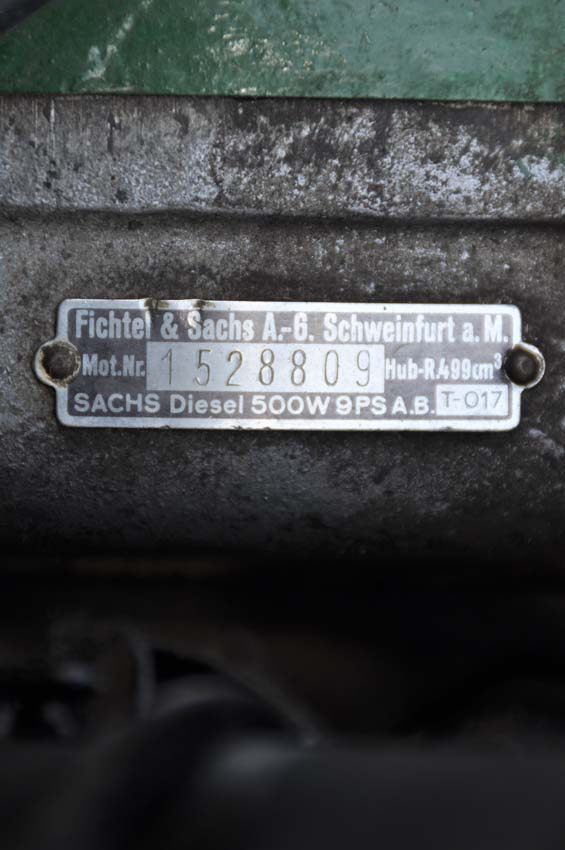 Fichtel & Sachs A.-G. Schweinfurt a. M.
Mot.Nr. 1528809 Hub-R.499cm³
SACHS Diesel 500W 9PS A.B. T-017